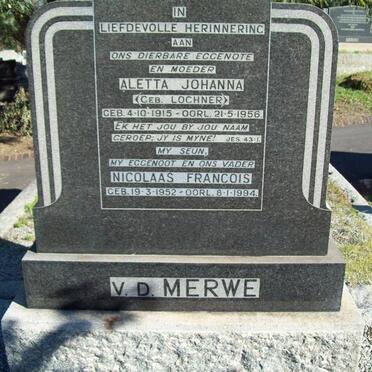 IN
LIEFDEVOLLE HERINNERING
AAN
ONS DIERBARE EGGENOTE
EN MOEDER
ALETTA JOHANNA
(GEB. LOCHNER)
GEB. 4-10-1915 - OORL. 21-5-1956
EK HET JOU BY JOU NAAM
GEROEP; JY IS MYNE! JES. 43:1.
MY SEUN,
MY EGGENOOT EN ONS VADER
NICOLAAS FRANCOIS
GEB. 19-3-1952 - OORL. 8-1-1994.
V. D. MERWE